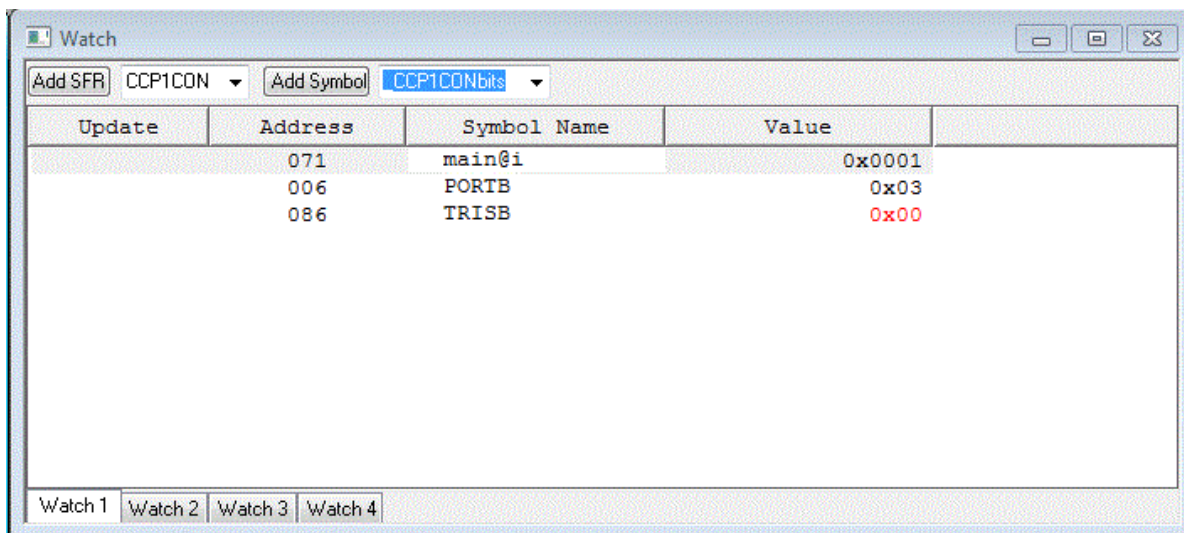 Watch
Add SFR CCP1CON Add Symbol _CCP1CONbits
Update Address Symbol Name Value
071 main@i 0x0001
006 PORTB 0x03
086 TRISB 0x00
Watch 1 Watch 2 Watch 3 Watch 4